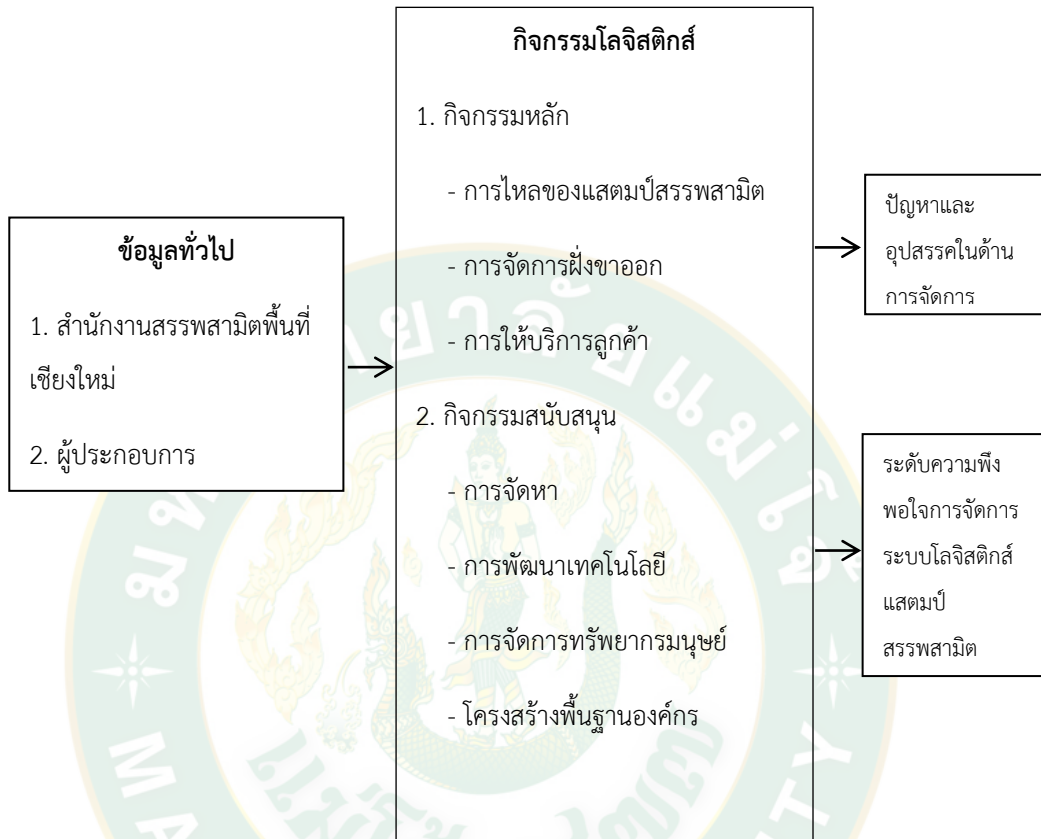 ข้อมูลทั่วไป
1. สำนักงานสรรพสามิตพื้นที่
เชียงใหม่
2. ผู้ประกอบการ
กิจกรรมโลจิสติกส์
1. กิจกรรมหลัก
- การไหลของแสตมป์สรรพสามิต
- การจัดการฝั่งขาออก
- การให้บริการลูกค้า
2. กิจกรรมสนับสนุน
- การจัดหา
- การพัฒนาเทคโนโลยี
- การจัดการทรัพยากรมนุษย์
- โครงสร้างพื้นฐานองค์กร
ปัญหาและ
อุปสรรคในด้าน
การจัดการ
ระดับความพึง
พอใจการจัดการ
ระบบโลจิสติกส์
แสตมป์
สรรพสามิต